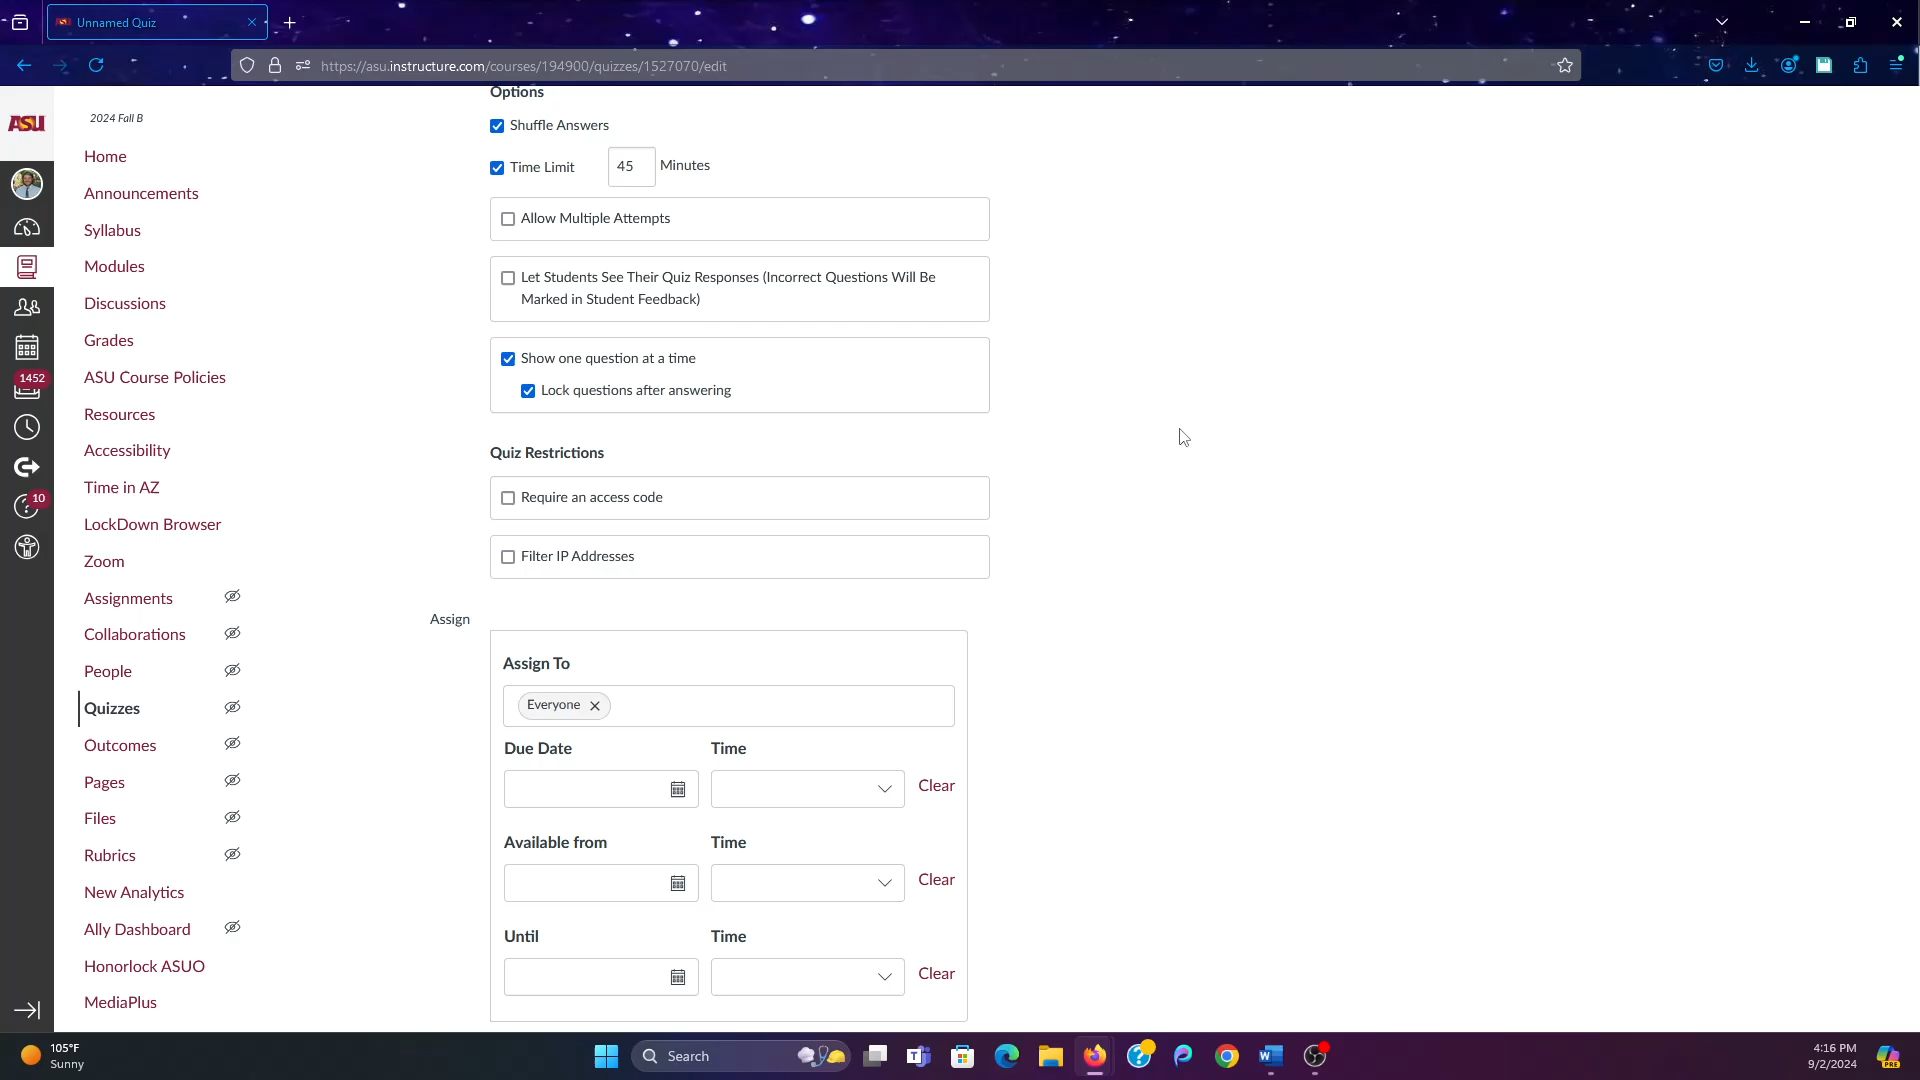 Unnamed Quiz
https://asu.instructure.com/courses/194900/quizzes/1527070/edit
ASU
2024 Fall B
Home
Announcements
Syllabus
Modules
Discussions
Grades
1452
ASU Course Policies
Resources
Accessibility
Time in AZ
10
LockDown Browser
Zoom
Assignments
Collaborations
People
Quizzes
Outcomes
Pages
Files
Rubrics
New Analytics
Ally Dashboard
Honorlock ASUO
MediaPlus
Options
Shuffle Answers
Time Limit 45 Minutes
Allow Multiple Attempts
Let Students See Their Quiz Responses (Incorrect Questions Will Be
Marked in Student Feedback)
Show one question at a time
Lock questions after answering
Quiz Restrictions
Require an access code
Filter IP Addresses
Assign
Assign To
Everyone
Due Date Time
Clear
Available from Time
Clear
Until Time
Clear
105°F
Sunny
Search
4:16 PM
9/2/2024